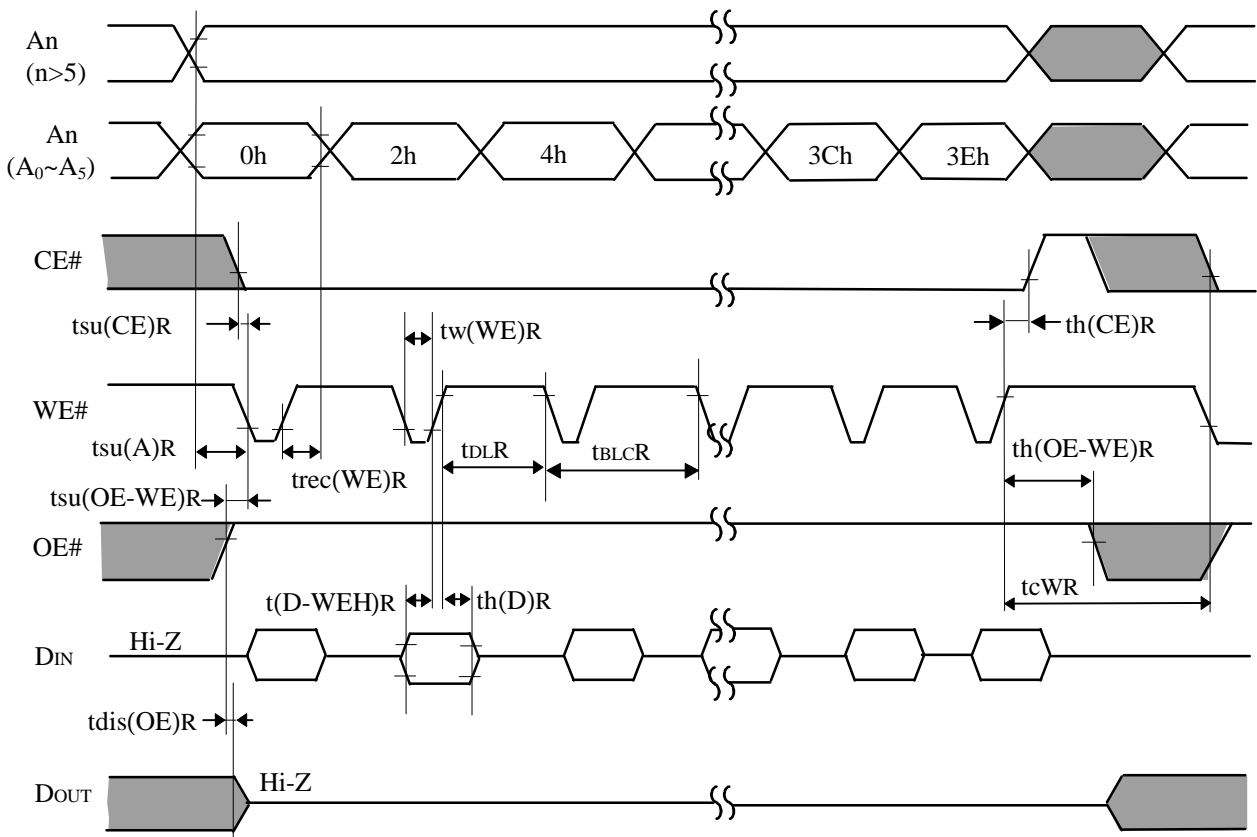 An
(n>5)
An
(A0~A5)
0h
2h
4h
3Ch
3Eh
CE#
tsu(CE)R
tw(WE)R
th(CE)R
WE#
tsu(A)R
trec(WE)R
tDLR
tBLCR
th(OE-WE)R
tsu(OE-WE)R
OE#
t(D-WEH)R
th(D)R
tcWR
DIN
Hi-Z
tdis(OE)R
DOUT
Hi-Z